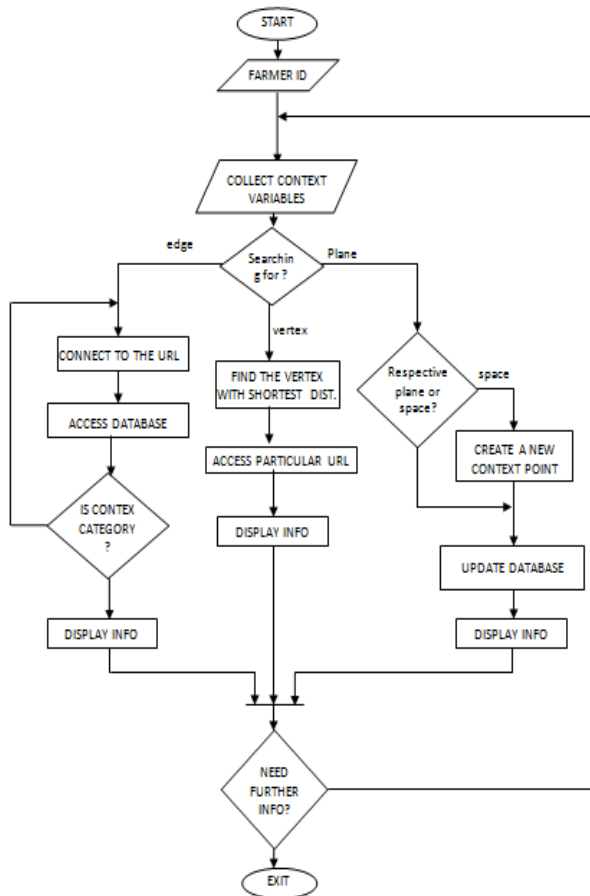 START
FARMER ID
COLLECT CONTEXT
VARIABLES
edge
Searchin
g for ?
Plane
vertex
CONNECT TO THE URL
FIND THE VERTEX
WITH SHORTEST DIST.
Respective
plane or
space?
space
ACCESS DATABASE
ACCESS PARTICULAR URL
CREATE A NEW
CONTEXT POINT
IS CONTEX
CATEGORY
?
DISPLAY INFO
UPDATE DATABASE
DISPLAY INFO
DISPLAY INFO
NEED
FURTHER
INFO?
EXIT